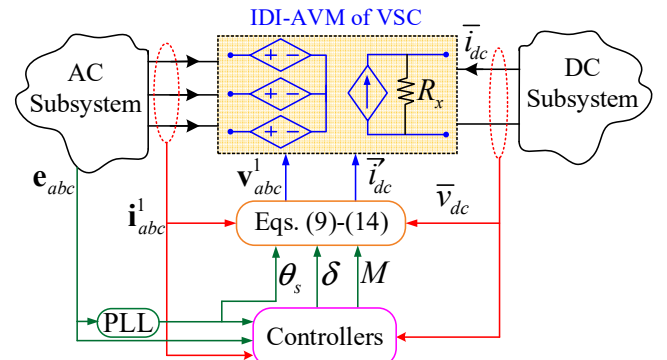 IDI-AVM of VSC
AC
Subsystem
+ −
+ −
+ −
R_x
i̅_dc
DC
Subsystem
e_abc
i¹_abc
v¹_abc
i̅′_dc
v̅_dc
Eqs. (9)-(14)
θ_s
δ
M
PLL
Controllers